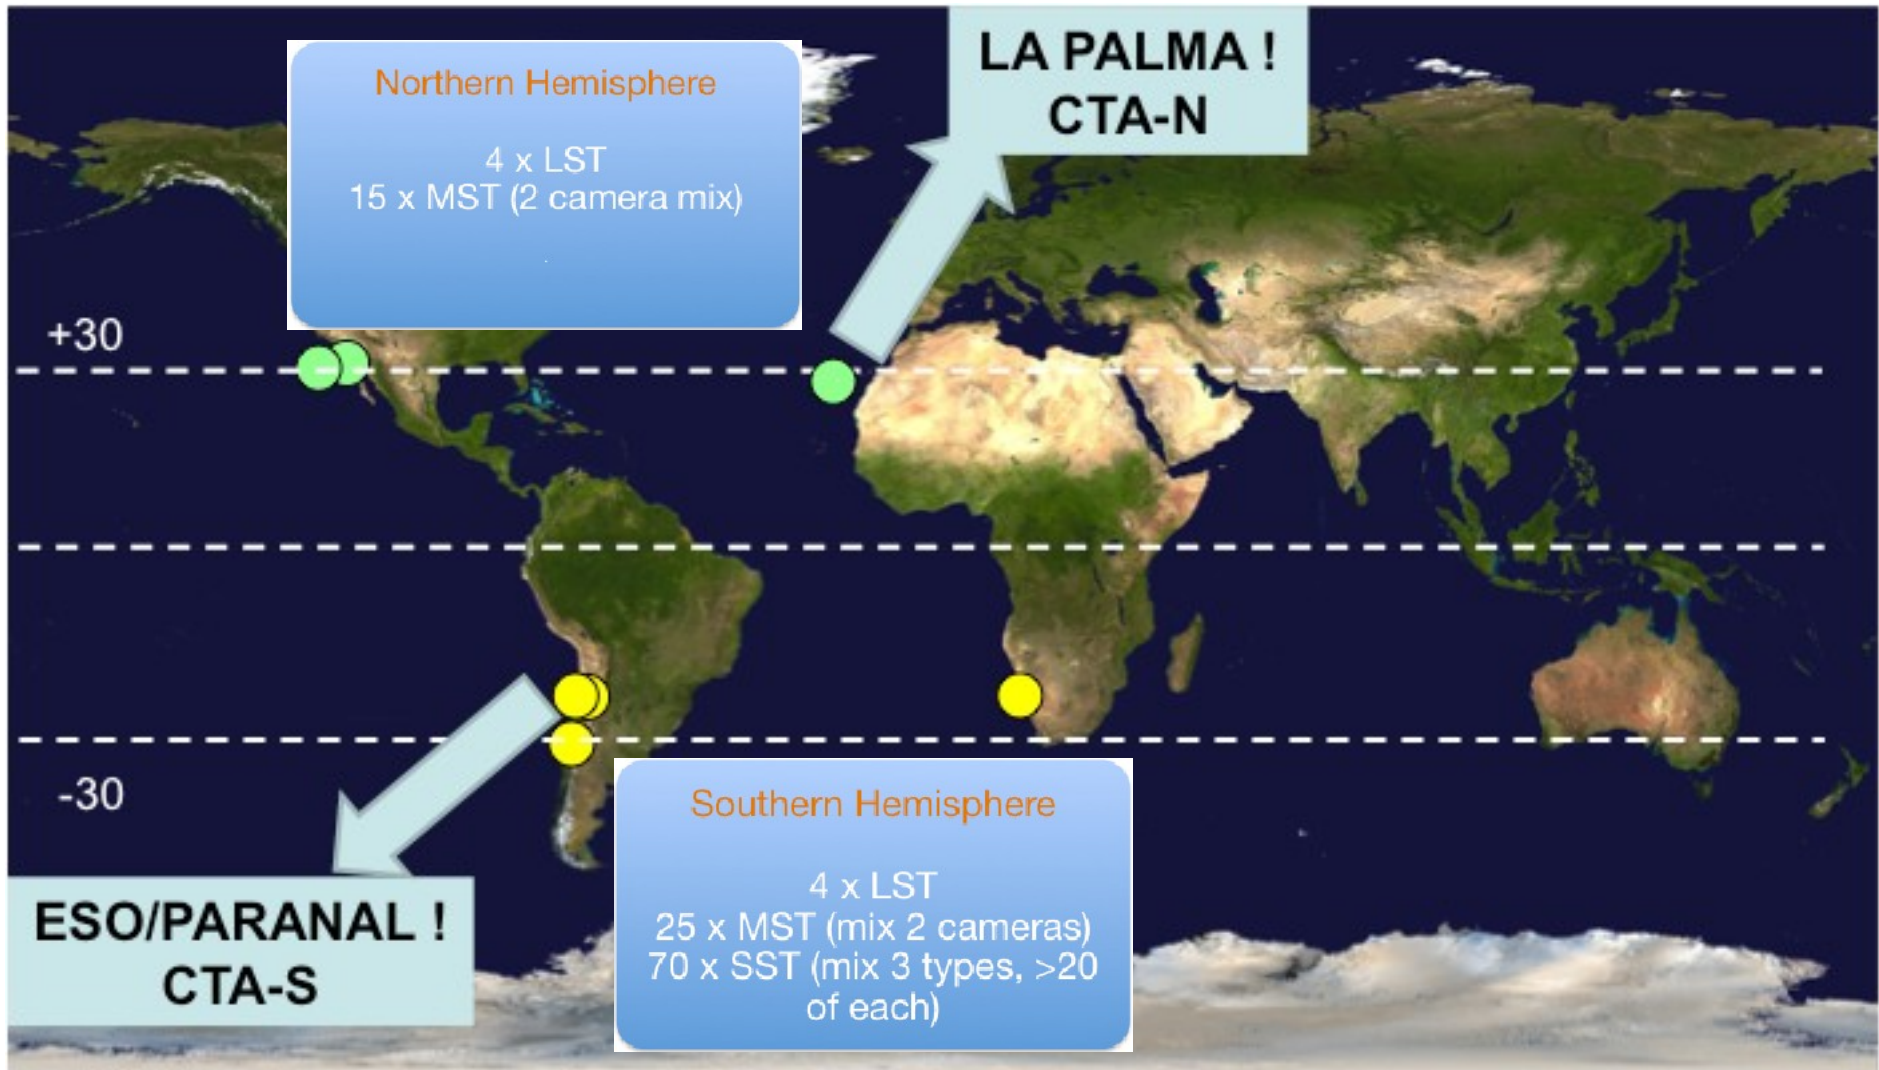 Northern Hemisphere
4 x LST
15 x MST (2 camera mix)
.
LA PALMA !
CTA-N
+30
-30
ESO/PARANAL !
CTA-S
Southern Hemisphere
4 x LST
25 x MST (mix 2 cameras)
70 x SST (mix 3 types, >20
of each)